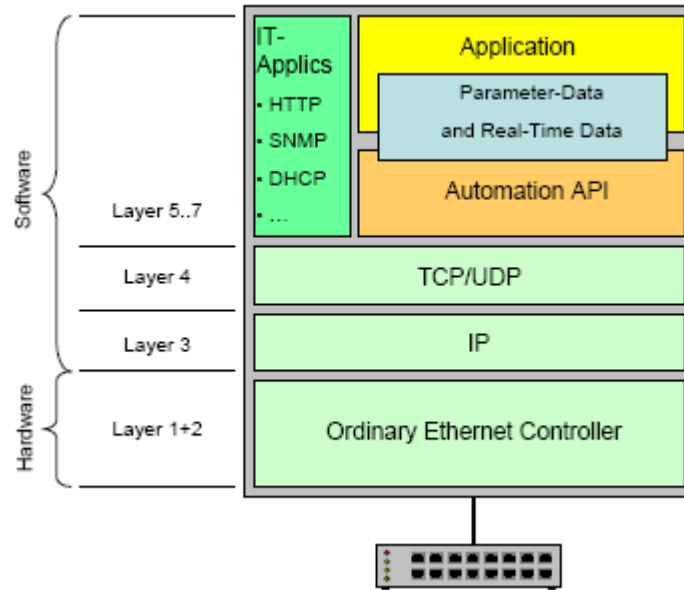 IT-
Applics
• HTTP
• SNMP
• DHCP
• ...
Application
Parameter-Data
and Real-Time Data
Automation API
Software
Layer 5..7
Layer 4
TCP/UDP
Layer 3
IP
Hardware
Layer 1+2
Ordinary Ethernet Controller